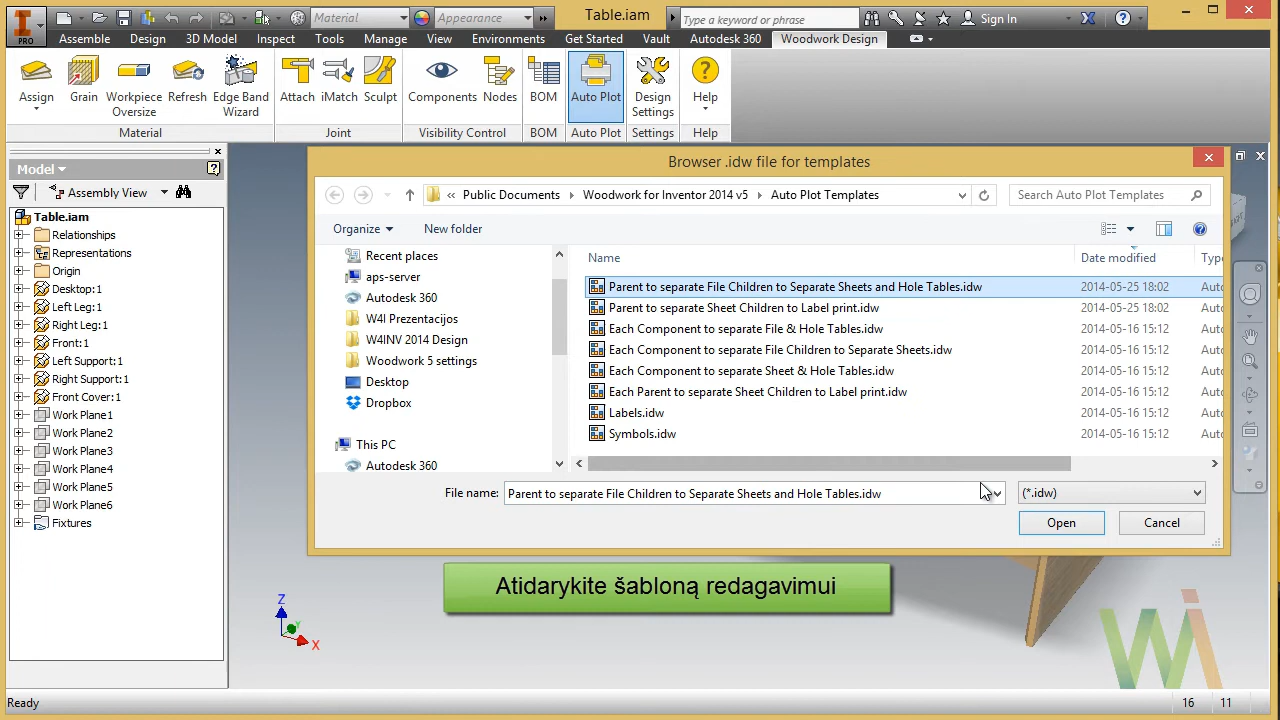 PRO
Material
Appearance
Table.iam
Type a keyword or phrase
Sign In
Assemble
Design
3D Model
Inspect
Tools
Manage
View
Environments
Get Started
Vault
Autodesk 360
Woodwork Design
Assign
Grain
Workpiece Oversize
Refresh
Edge Band Wizard
Attach
iMatch
Sculpt
Components
Nodes
BOM
Auto Plot
Design Settings
Help
Material
Joint
Visibility Control
BOM
Auto Plot
Settings
Help
Model
Assembly View
Table.iam
Relationships
Representations
Origin
Desktop:1
Left Leg:1
Right Leg:1
Front:1
Left Support:1
Right Support:1
Front Cover:1
Work Plane1
Work Plane2
Work Plane3
Work Plane4
Work Plane5
Work Plane6
Fixtures
Browser .idw file for templates
« Public Documents
Woodwork for Inventor 2014 v5
Auto Plot Templates
Search Auto Plot Templates
Organize
New folder
Recent places
aps-server
Autodesk 360
W4I Prezentacijos
W4INV 2014 Design
Woodwork 5 settings
Desktop
Dropbox
This PC
Autodesk 360
Name
Date modified
Type
Parent to separate File Children to Separate Sheets and Hole Tables.idw 2014-05-25 18:02 Auto
Parent to separate Sheet Children to Label print.idw 2014-05-25 18:02 Auto
Each Component to separate File & Hole Tables.idw 2014-05-16 15:12 Auto
Each Component to separate File Children to Separate Sheets.idw 2014-05-16 15:12 Auto
Each Component to separate Sheet & Hole Tables.idw 2014-05-16 15:12 Auto
Each Parent to separate Sheet Children to Label print.idw 2014-05-16 15:12 Auto
Labels.idw 2014-05-16 15:12 Auto
Symbols.idw 2014-05-16 15:12 Auto
File name:
Parent to separate File Children to Separate Sheets and Hole Tables.idw
(*.idw)
Open
Cancel
Atidarykite šabloną redagavimui
Z
Y
X
Ready
16
11